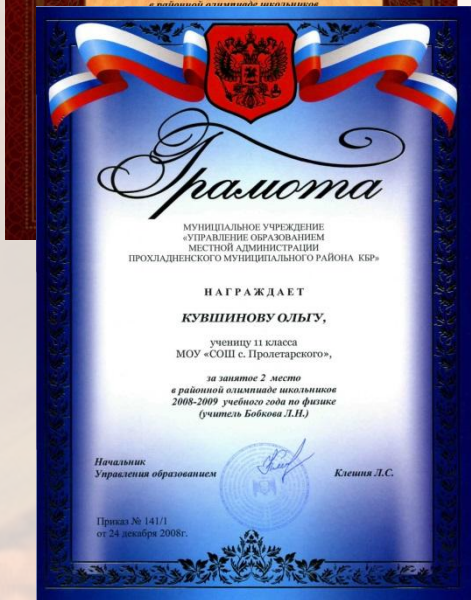 в районной олимпиаде школьников
Грамота
МУНИЦПАЛЬНОЕ УЧРЕЖДЕНИЕ
«УПРАВЛЕНИЕ ОБРАЗОВАНИЕМ
МЕСТНОЙ АДМИНИСТРАЦИИ
ПРОХЛАДНЕНСКОГО МУНИЦИПАЛЬНОГО РАЙОНА КБР»
НАГРАЖДАЕТ
КУВШИНОВУ ОЛЬГУ,
ученицу 11 класса
МОУ «СОШ с. Пролетарского»,
за занятое 2 место
в районной олимпиаде школьников
2008-2009 учебного года по физике
(учитель Бобкова Л.Н.)
Начальник
Управления образованием
Клешня Л.С.
Приказ № 141/1
от 24 декабря 2008г.